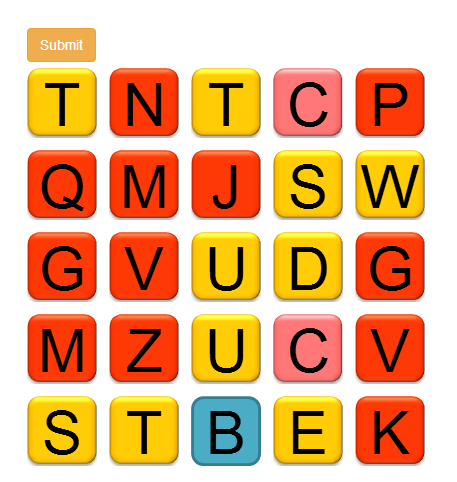 Submit
T N T C P
Q M J S W
G V U D G
M Z U C V
S T B E K